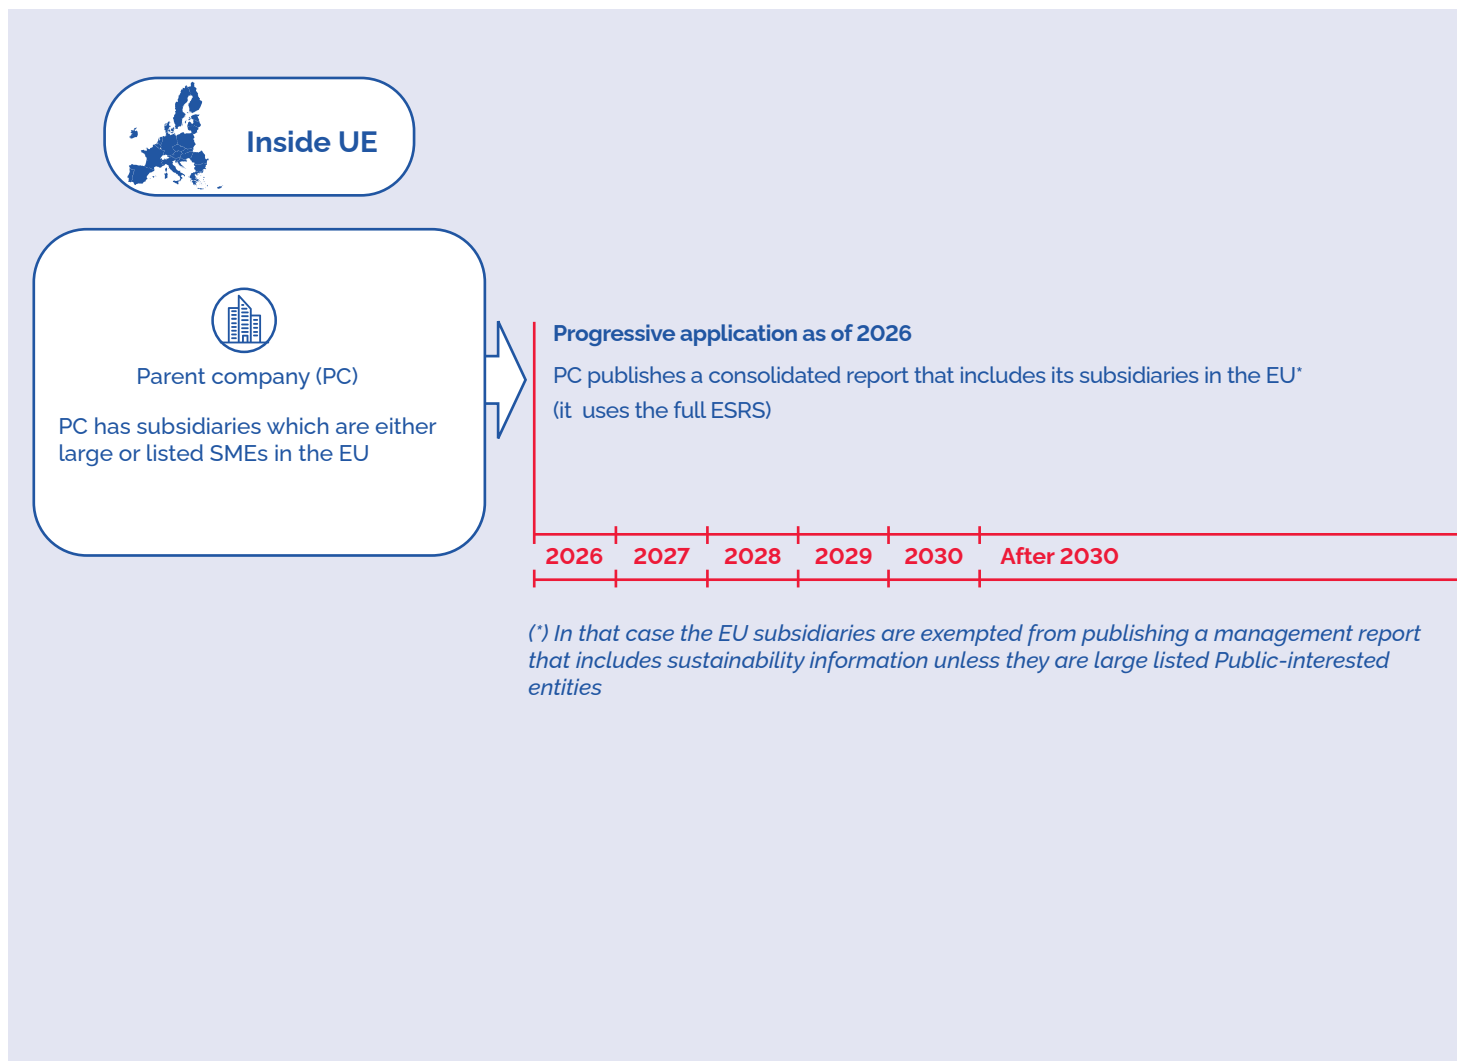 Inside UE
Parent company (PC)
PC has subsidiaries which are either
large or listed SMEs in the EU
Progressive application as of 2026
PC publishes a consolidated report that includes its subsidiaries in the EU*
(it uses the full ESRS)
2026 2027 2028 2029 2030 After 2030
(*) In that case the EU subsidiaries are exempted from publishing a management report
that includes sustainability information unless they are large listed Public-interested
entities